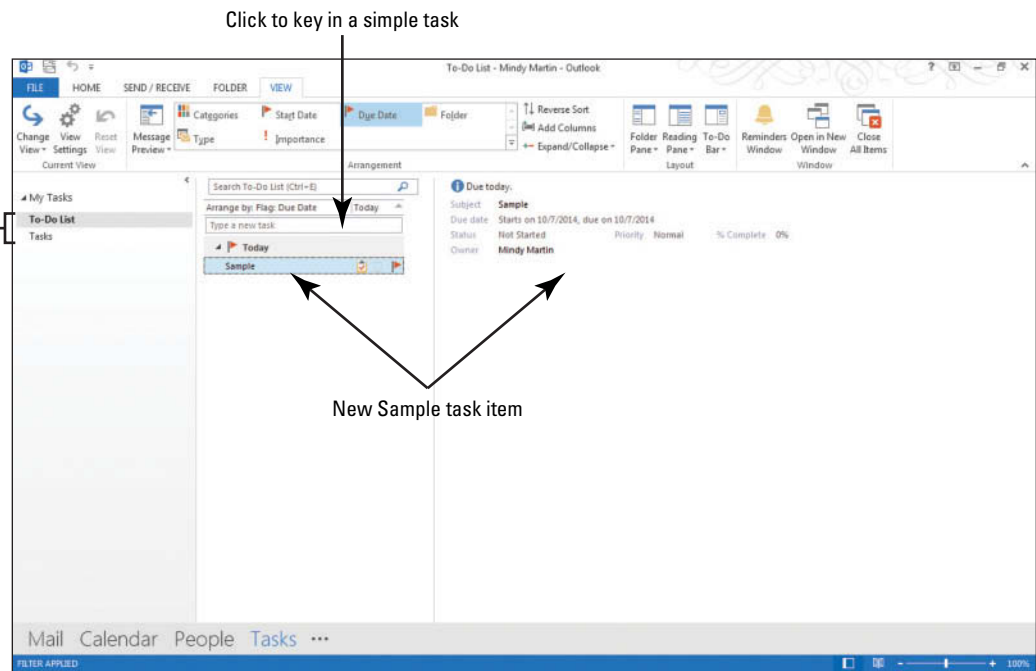 Click to key in a simple task
To-Do List - Mindy Martin - Outlook
FILE HOME SEND / RECEIVE FOLDER VIEW
Change View View Settings Reset View
Current View
Message Preview
Categories Start Date Due Date Folder
Type Importance
Arrangement
Reverse Sort
Add Columns
Expand/Collapse
Folder Pane Reading Pane To-Do Bar
Layout
Reminders Window Open in New Window Close All Items
Window
My Tasks
To-Do List
Tasks
Search To-Do List (Ctrl+E)
Arrange by: Flag: Due Date Today
Type a new task
Today
Sample
Due today.
Subject Sample
Due date Starts on 10/7/2014, due on 10/7/2014
Status Not Started Priority Normal % Complete 0%
Owner Mindy Martin
New Sample task item
Mail Calendar People Tasks •••
FILTER APPLIED
100%